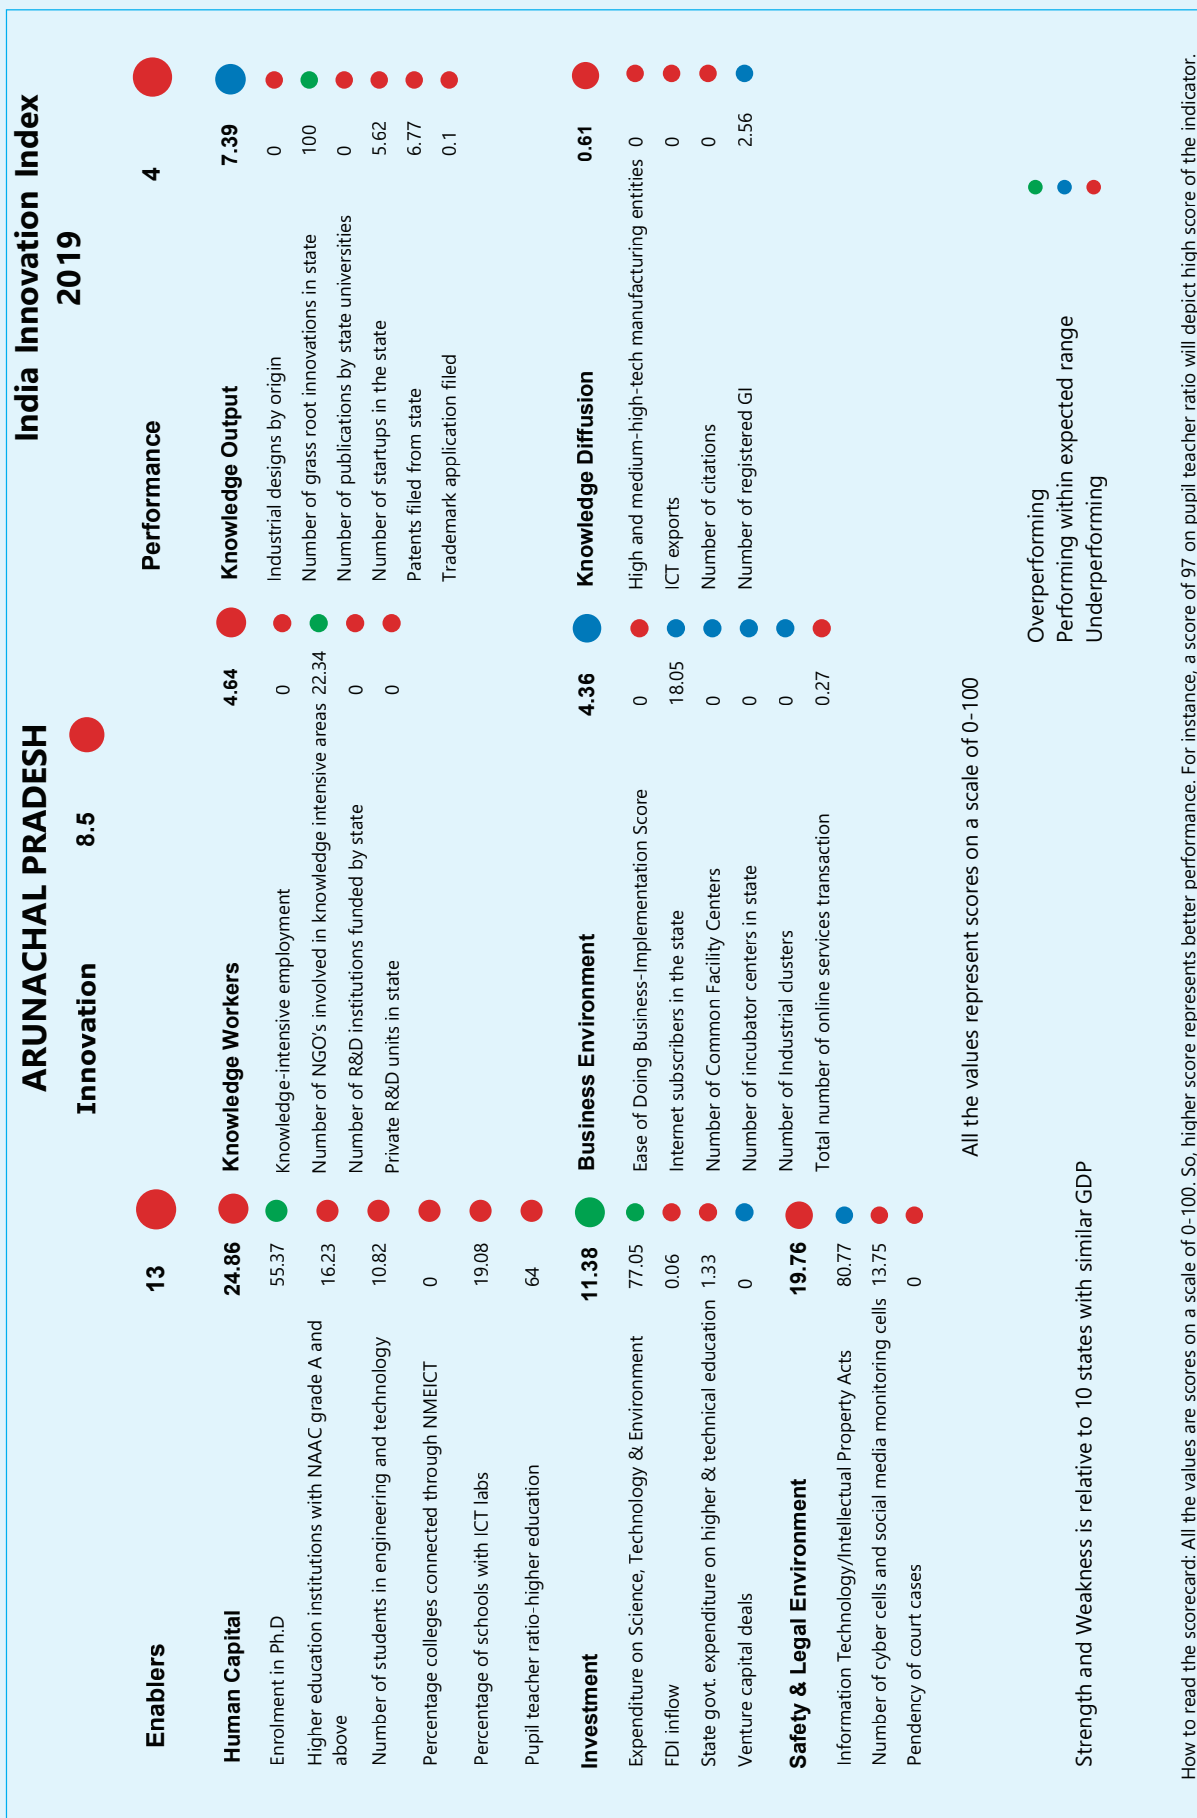 ARUNACHAL PRADESH
India Innovation Index
2019
Innovation 8.5
Enablers 13
Performance 4
Human Capital 24.86
Enrolment in Ph.D 55.37
Higher education institutions with NAAC grade A and 16.23
above
Number of students in engineering and technology 10.82
Percentage colleges connected through NMEICT 0
Percentage of schools with ICT labs 19.08
Pupil teacher ratio-higher education 64
Knowledge Workers 4.64
Knowledge-intensive employment 0
Number of NGO's involved in knowledge intensive areas 22.34
Number of R&D institutions funded by state 0
Private R&D units in state 0
Knowledge Output 7.39
Industrial designs by origin 0
Number of grass root innovations in state 100
Number of publications by state universities 0
Number of startups in the state 5.62
Patents filed from state 6.77
Trademark application filed 0.1
Investment 11.38
Expenditure on Science, Technology & Environment 77.05
FDI inflow 0.06
State govt. expenditure on higher & technical education 1.33
Venture capital deals 0
Business Environment 4.36
Ease of Doing Business-Implementation Score 0
Internet subscribers in the state 18.05
Number of Common Facility Centers 0
Number of incubator centers in state 0
Number of Industrial clusters 0
Total number of online services transaction 0.27
Knowledge Diffusion 0.61
High and medium-high-tech manufacturing entities 0
ICT exports 0
Number of citations 0
Number of registered GI 2.56
Safety & Legal Environment 19.76
Information Technology/Intellectual Property Acts 80.77
Number of cyber cells and social media monitoring cells 13.75
Pendency of court cases 0
All the values represent scores on a scale of 0-100
Overperforming
Performing within expected range
Underperforming
Strength and Weakness is relative to 10 states with similar GDP
How to read the scorecard: All the values are scores on a scale of 0-100. So, higher score represents better performance. For instance, a score of 97 on pupil teacher ratio will depict high score of the indicator.